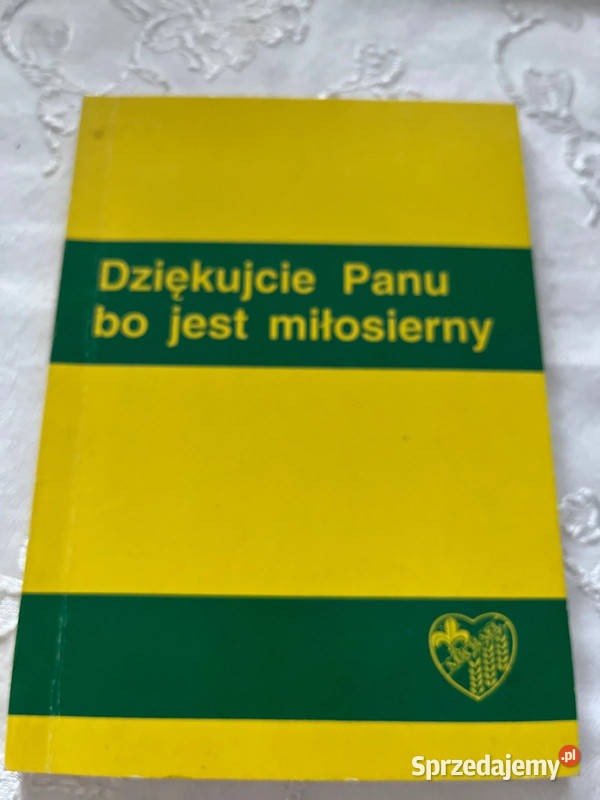 Dziękujcie Panu
bo jest miłosierny
Sprzedajemy.pl